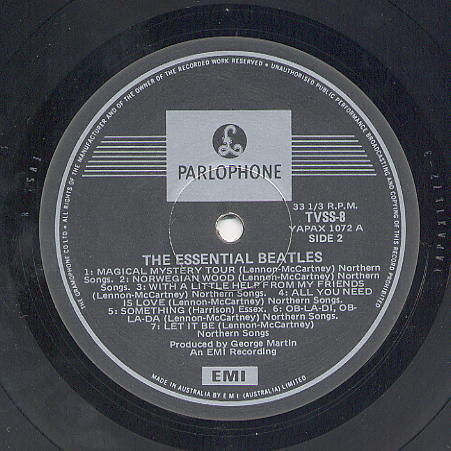 ALL RIGHTS OF THE MANUFACTURER AND OF THE OWNER OF THE RECORDED WORK RESERVED • UNAUTHORISED PUBLIC PERFORMANCE BROADCASTING AND COPYING OF THIS RECORD PROHIBITED
THE GRAMOPHONE CO LTD •
£
PARLOPHONE
33 1/3 R.P.M.
TVSS-8
YAPAX 1072 A
SIDE 2
THE ESSENTIAL BEATLES
1: MAGICAL MYSTERY TOUR (Lennon-McCartney) Northern
Songs. 2: NORWEGIAN WOOD (Lennon-McCartney) Northern
Songs. 3: WITH A LITTLE HELP FROM MY FRIENDS
(Lennon-McCartney) Northern Songs. 4: ALL YOU NEED
IS LOVE (Lennon-McCartney) Northern Songs.
5: SOMETHING (Harrison) Essex. 6: OB-LA-DI, OB-
LA-DA (Lennon-McCartney) Northern Songs.
7: LET IT BE (Lennon-McCartney)
Northern Songs
Produced by George Martin
An EMI Recording
EMI
MADE IN AUSTRALIA BY E M I (AUSTRALIA) LIMITED